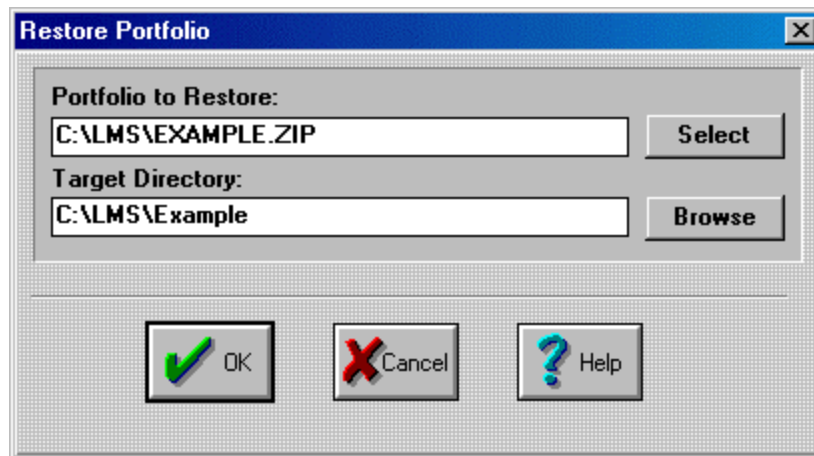 Restore Portfolio
Portfolio to Restore:
C:\LMS\EXAMPLE.ZIP
Select
Target Directory:
C:\LMS\Example
Browse
OK
Cancel
Help